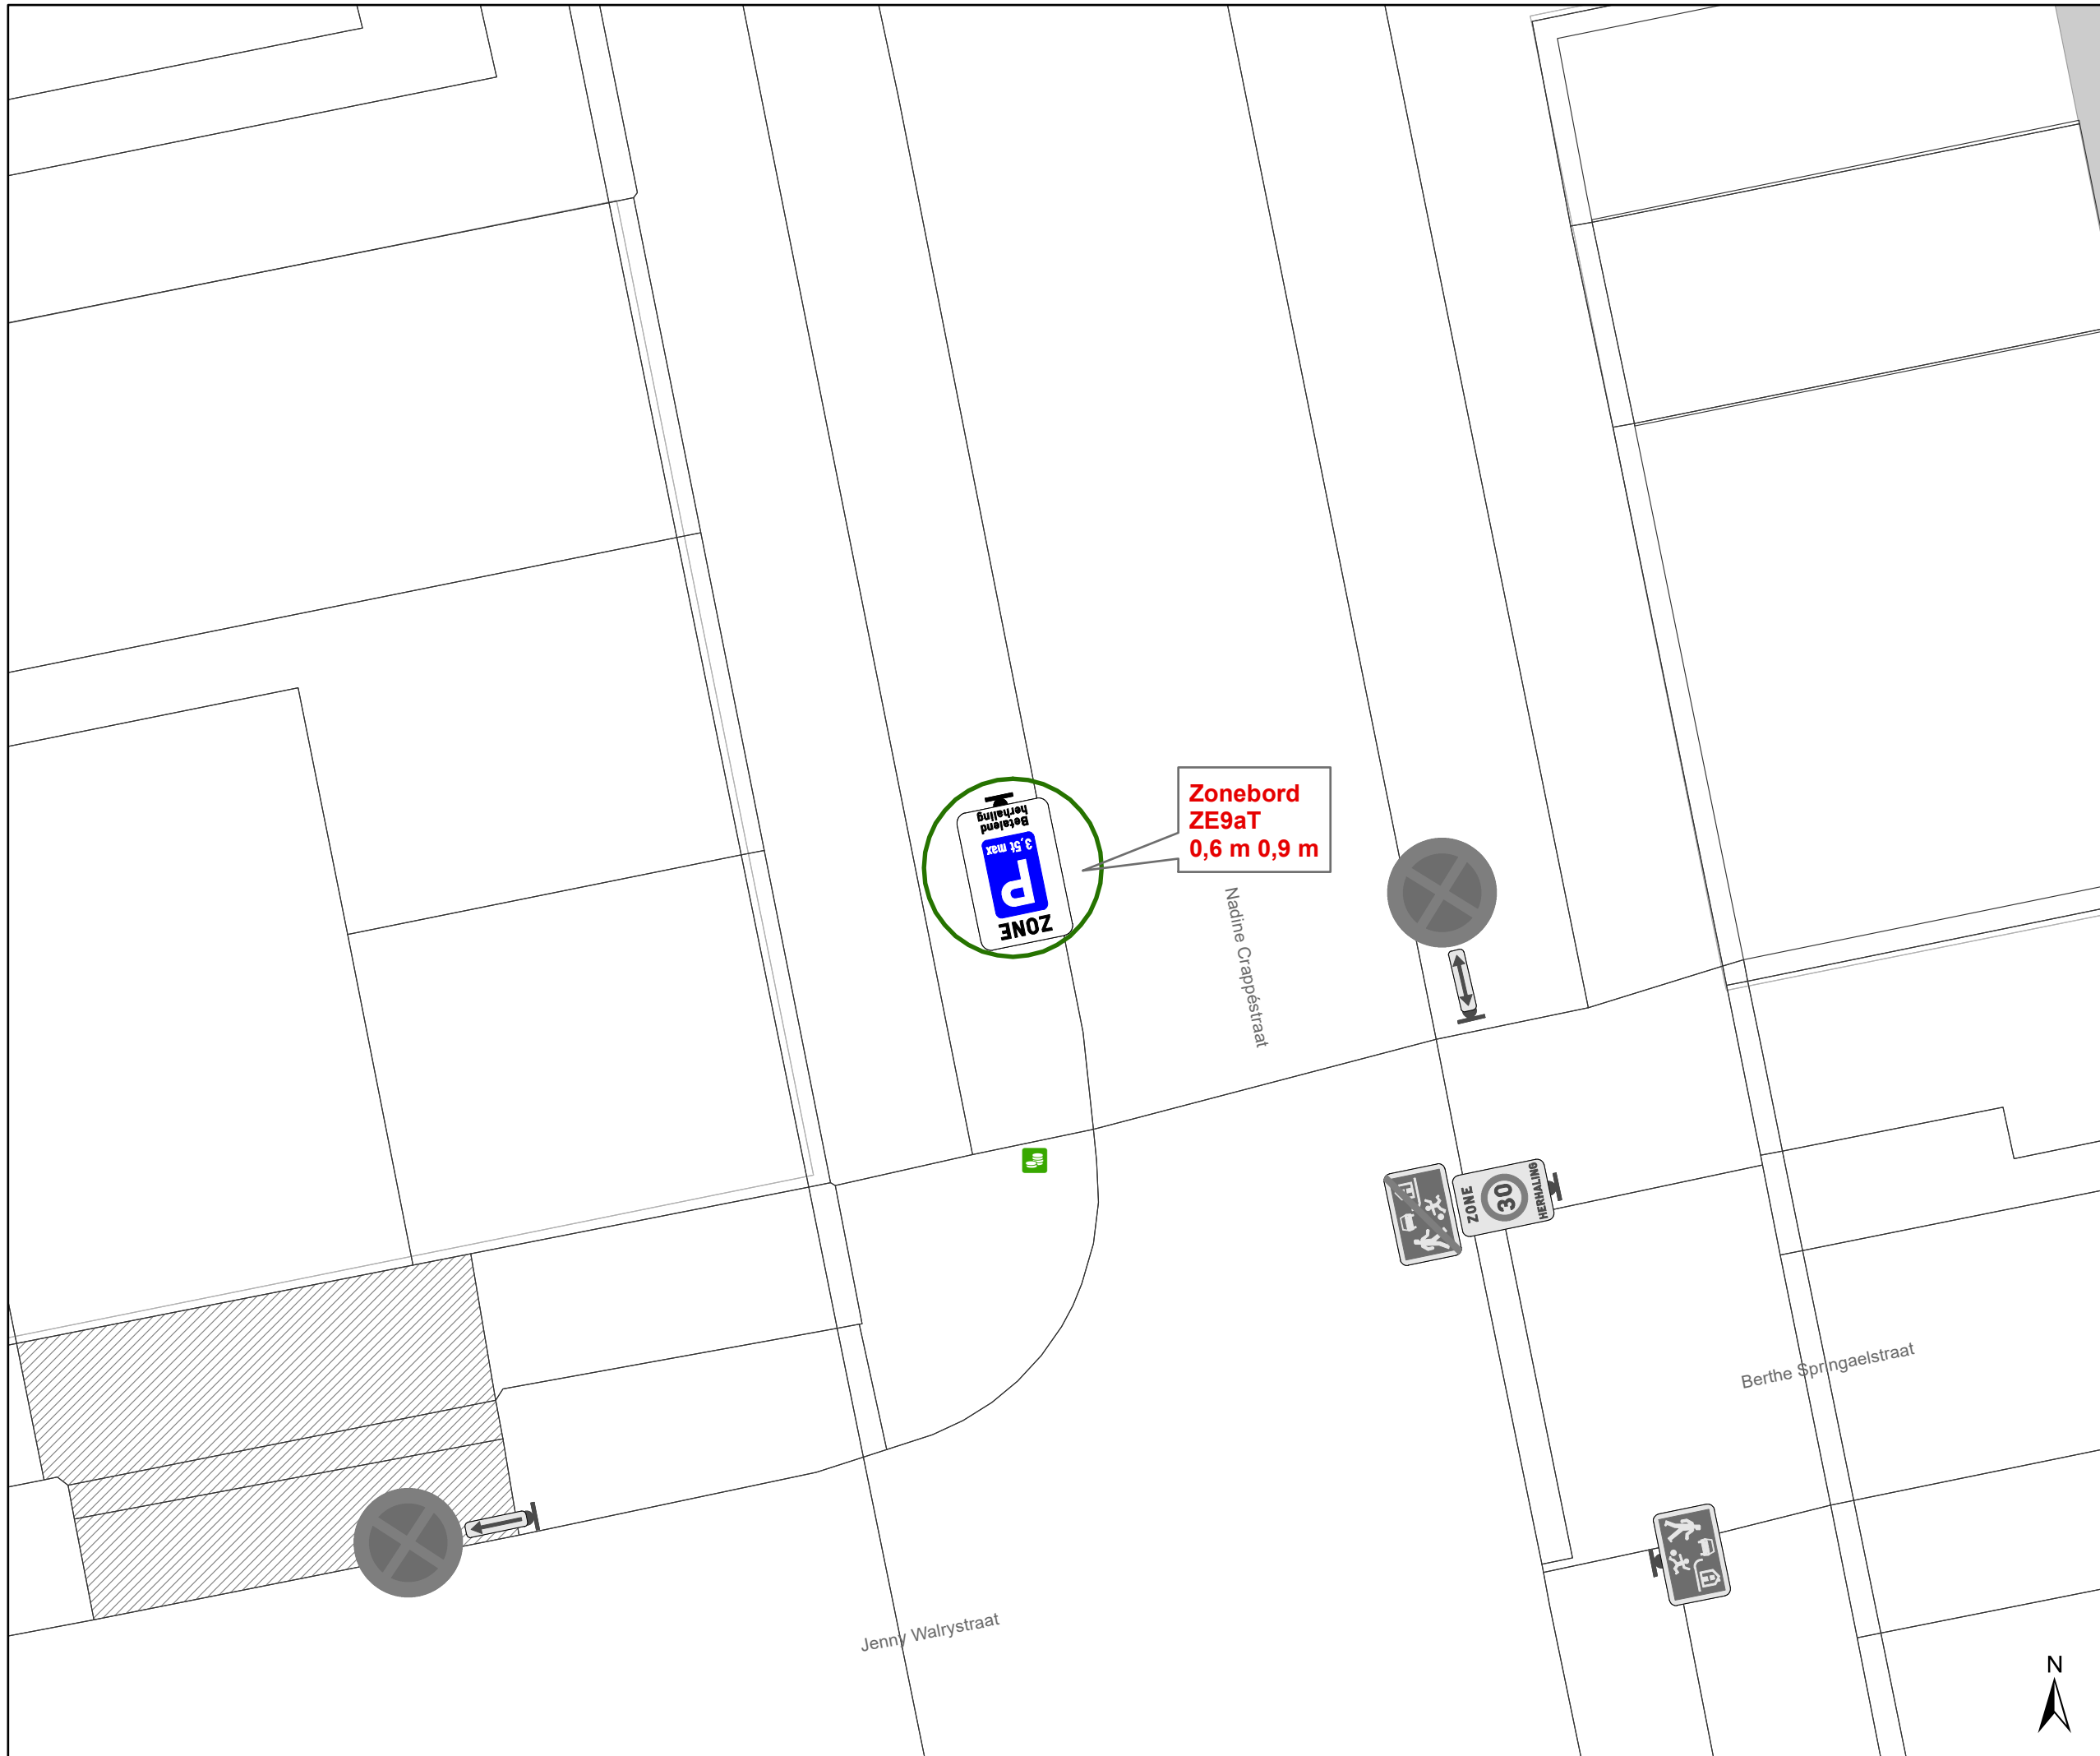 Betalend
herhaling
3,5t max
P
ZONE
Zonebord
ZE9aT
0,6 m 0,9 m
Nadine Crappéstraat
ZONE
30
HERHALING
Berthe Springaelstraat
Jenny Walrystraat
N